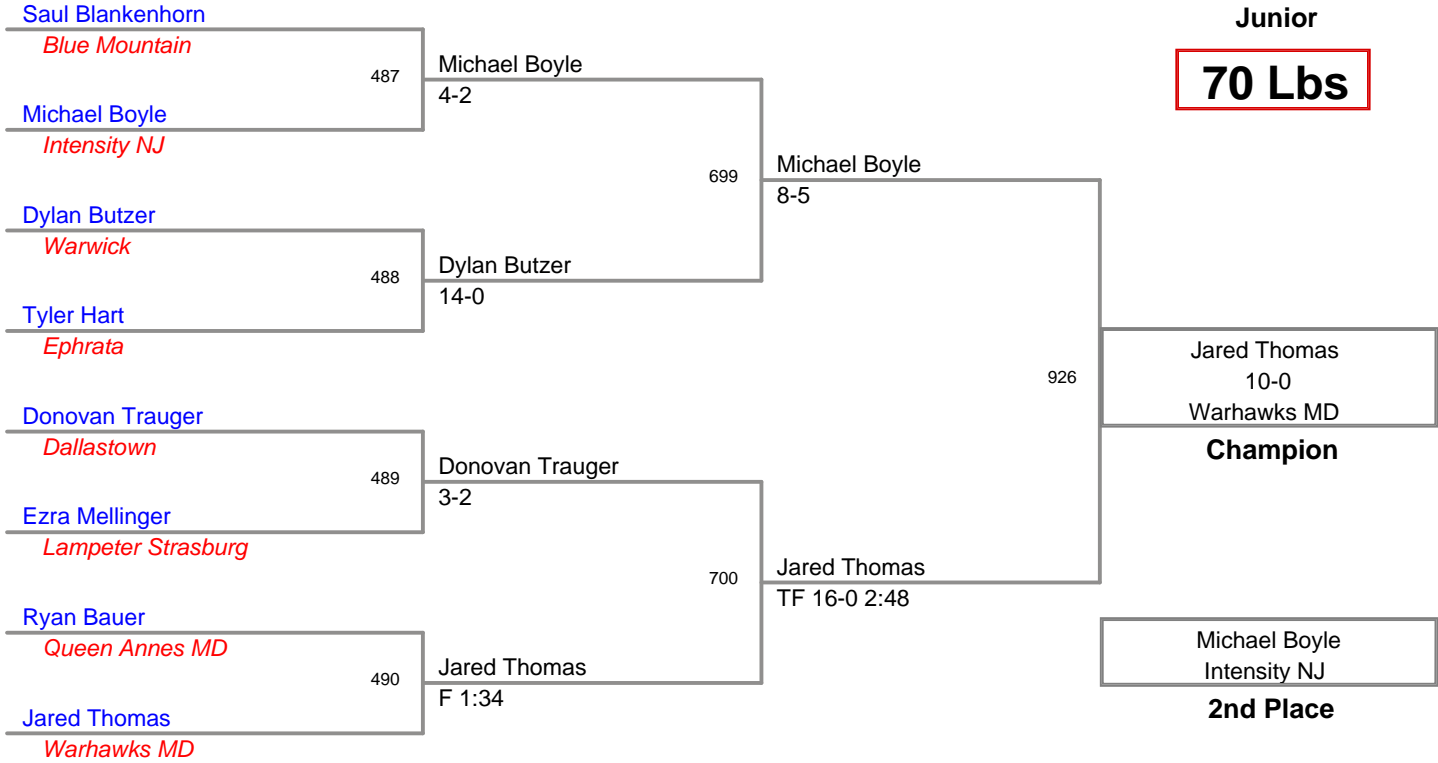 Saul Blankenhorn
Blue Mountain
487
Michael Boyle
Intensity NJ
Michael Boyle
4-2
Dylan Butzer
Warwick
488
Tyler Hart
Ephrata
Dylan Butzer
14-0
699
Michael Boyle
8-5
Donovan Trauger
Dallastown
489
Ezra Mellinger
Lampeter Strasburg
Donovan Trauger
3-2
Ryan Bauer
Queen Annes MD
490
Jared Thomas
Warhawks MD
Jared Thomas
F 1:34
700
Jared Thomas
TF 16-0 2:48
926
Junior
70 Lbs
Jared Thomas
10-0
Warhawks MD
Champion
Michael Boyle
Intensity NJ
2nd Place